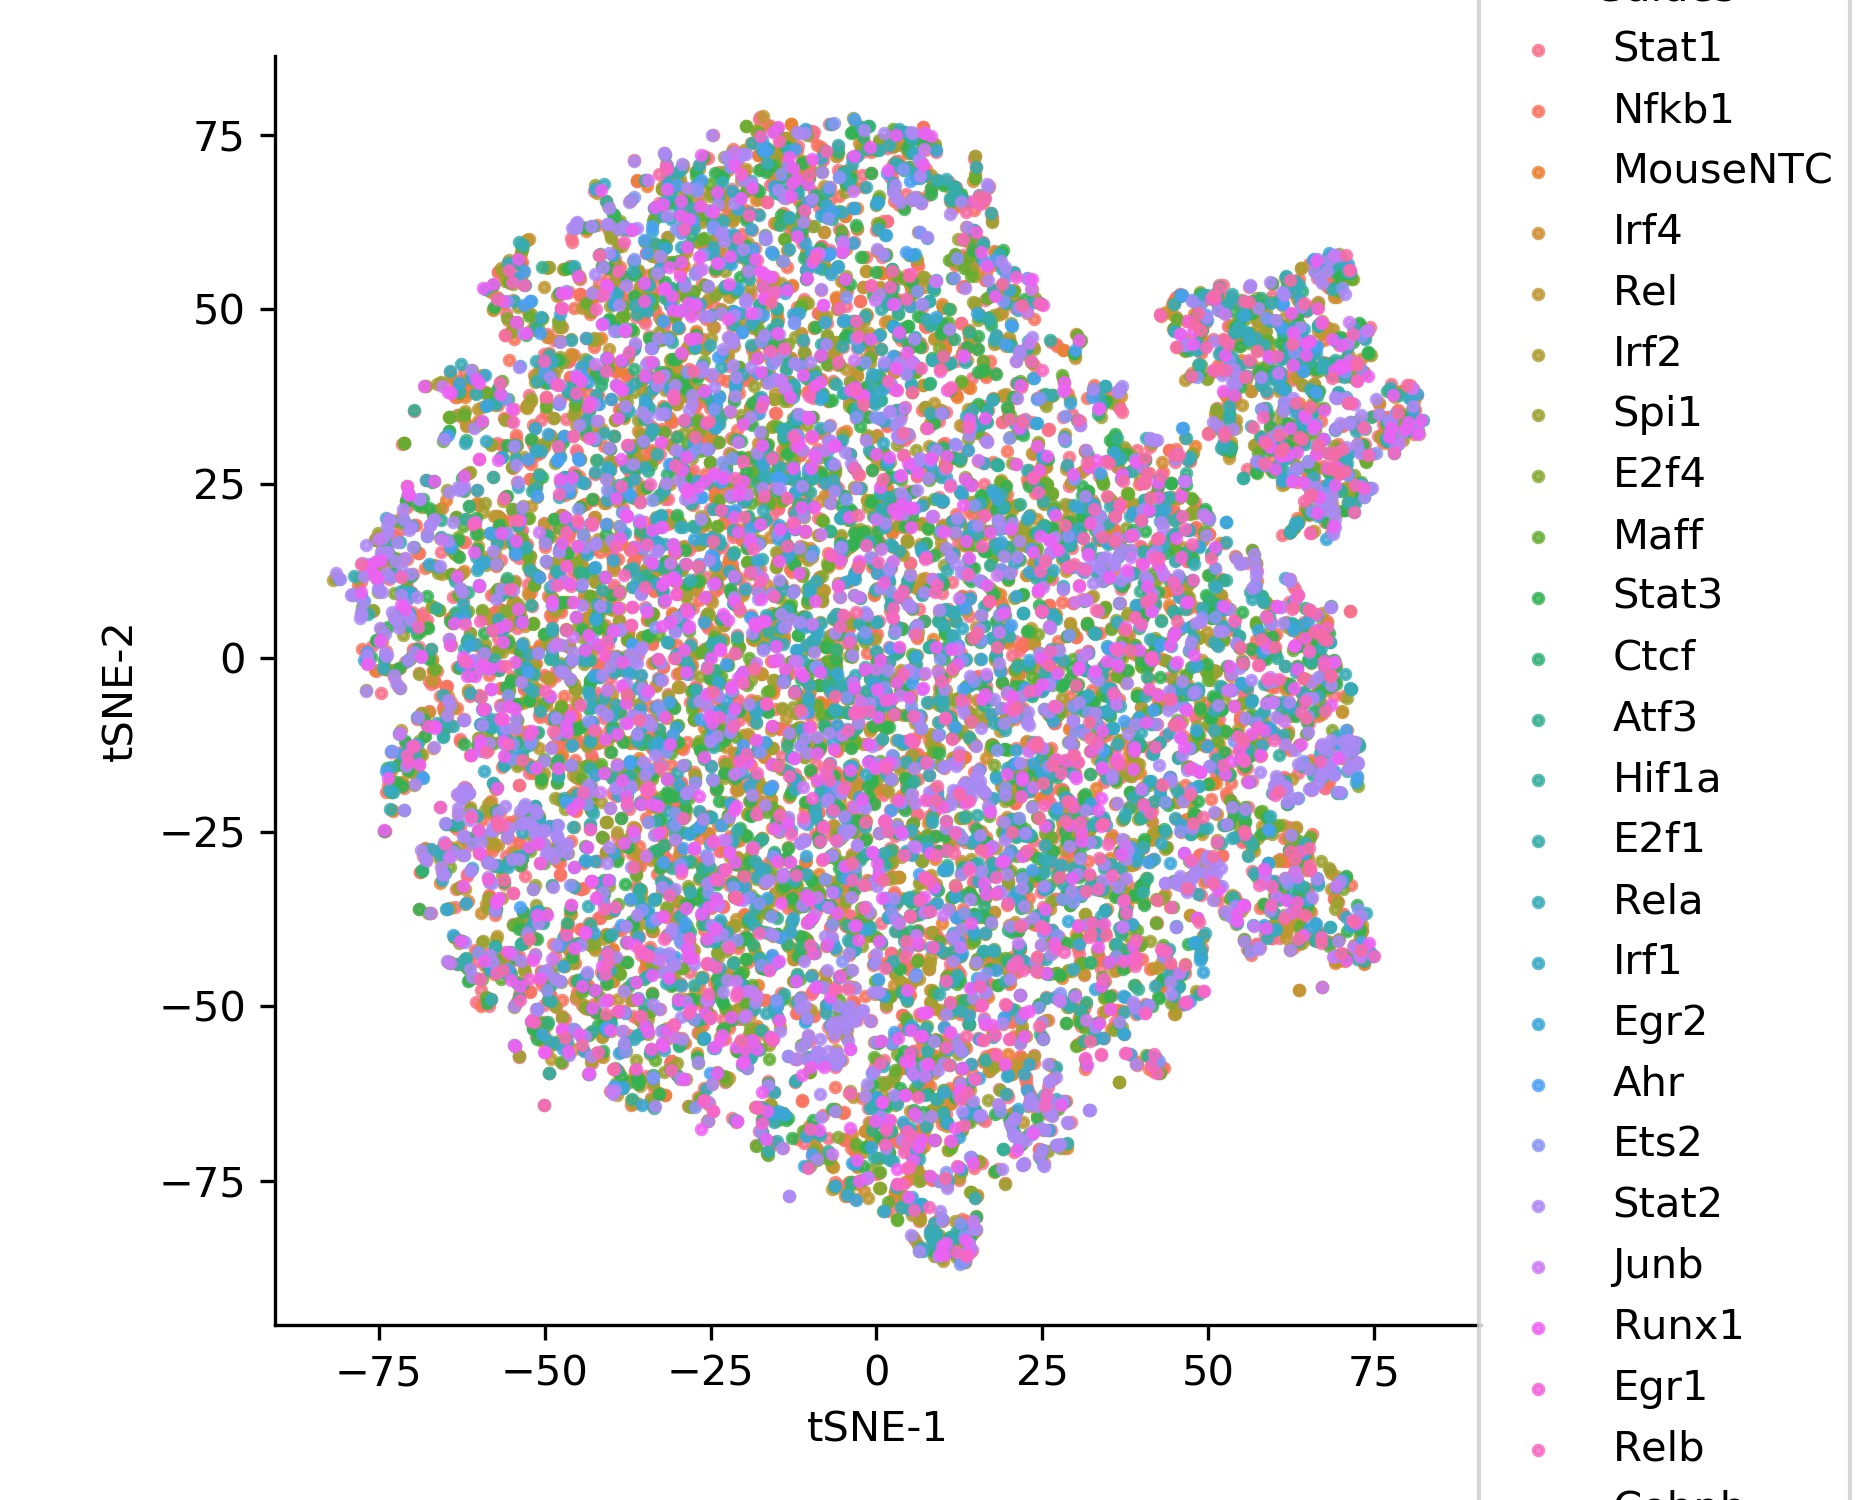 75
50
25
0
−25
−50
−75
tSNE-2
−75
−50
−25
0
25
50
75
tSNE-1
Stat1
Nfkb1
MouseNTC
Irf4
Rel
Irf2
Spi1
E2f4
Maff
Stat3
Ctcf
Atf3
Hif1a
E2f1
Rela
Irf1
Egr2
Ahr
Ets2
Stat2
Junb
Runx1
Egr1
Relb